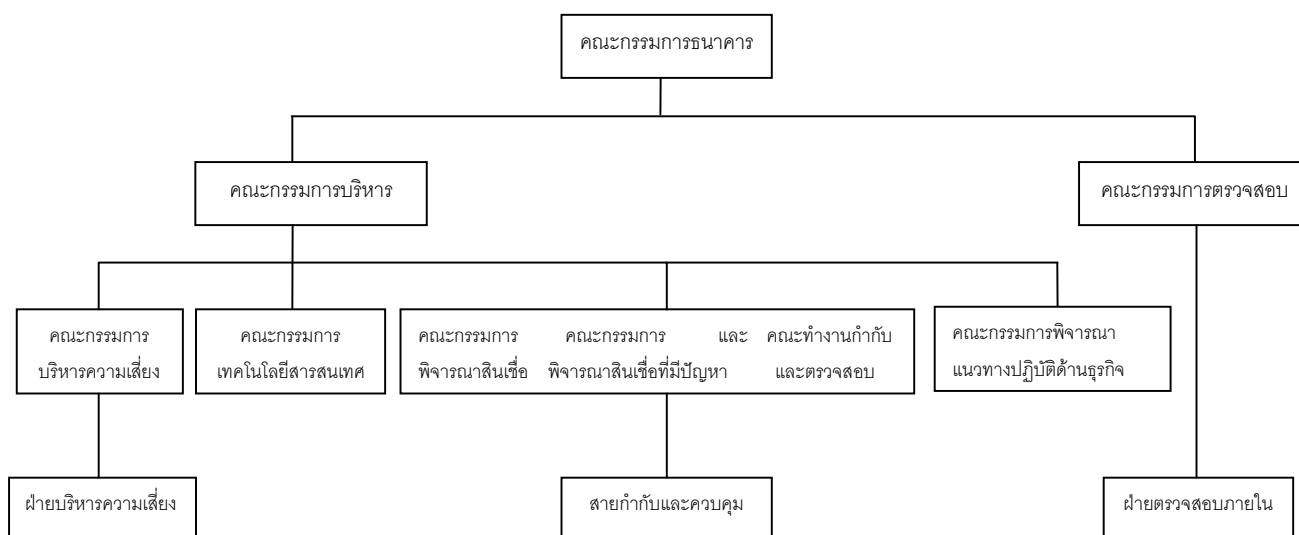 คณะกรรมการธนาคาร
คณะกรรมการบริหาร
คณะกรรมการตรวจสอบ
คณะกรรมการ
บริหารความเสี่ยง
คณะกรรมการ
เทคโนโลยีสารสนเทศ
คณะกรรมการ คณะกรรมการ และ คณะทำงานกำกับ
พิจารณาสินเชื่อ พิจารณาสินเชื่อที่มีปัญหา และตรวจสอบ
คณะกรรมการพิจารณา
แนวทางปฏิบัติด้านธุรกิจ
ฝ่ายบริหารความเสี่ยง
สายกำกับและควบคุม
ฝ่ายตรวจสอบภายใน